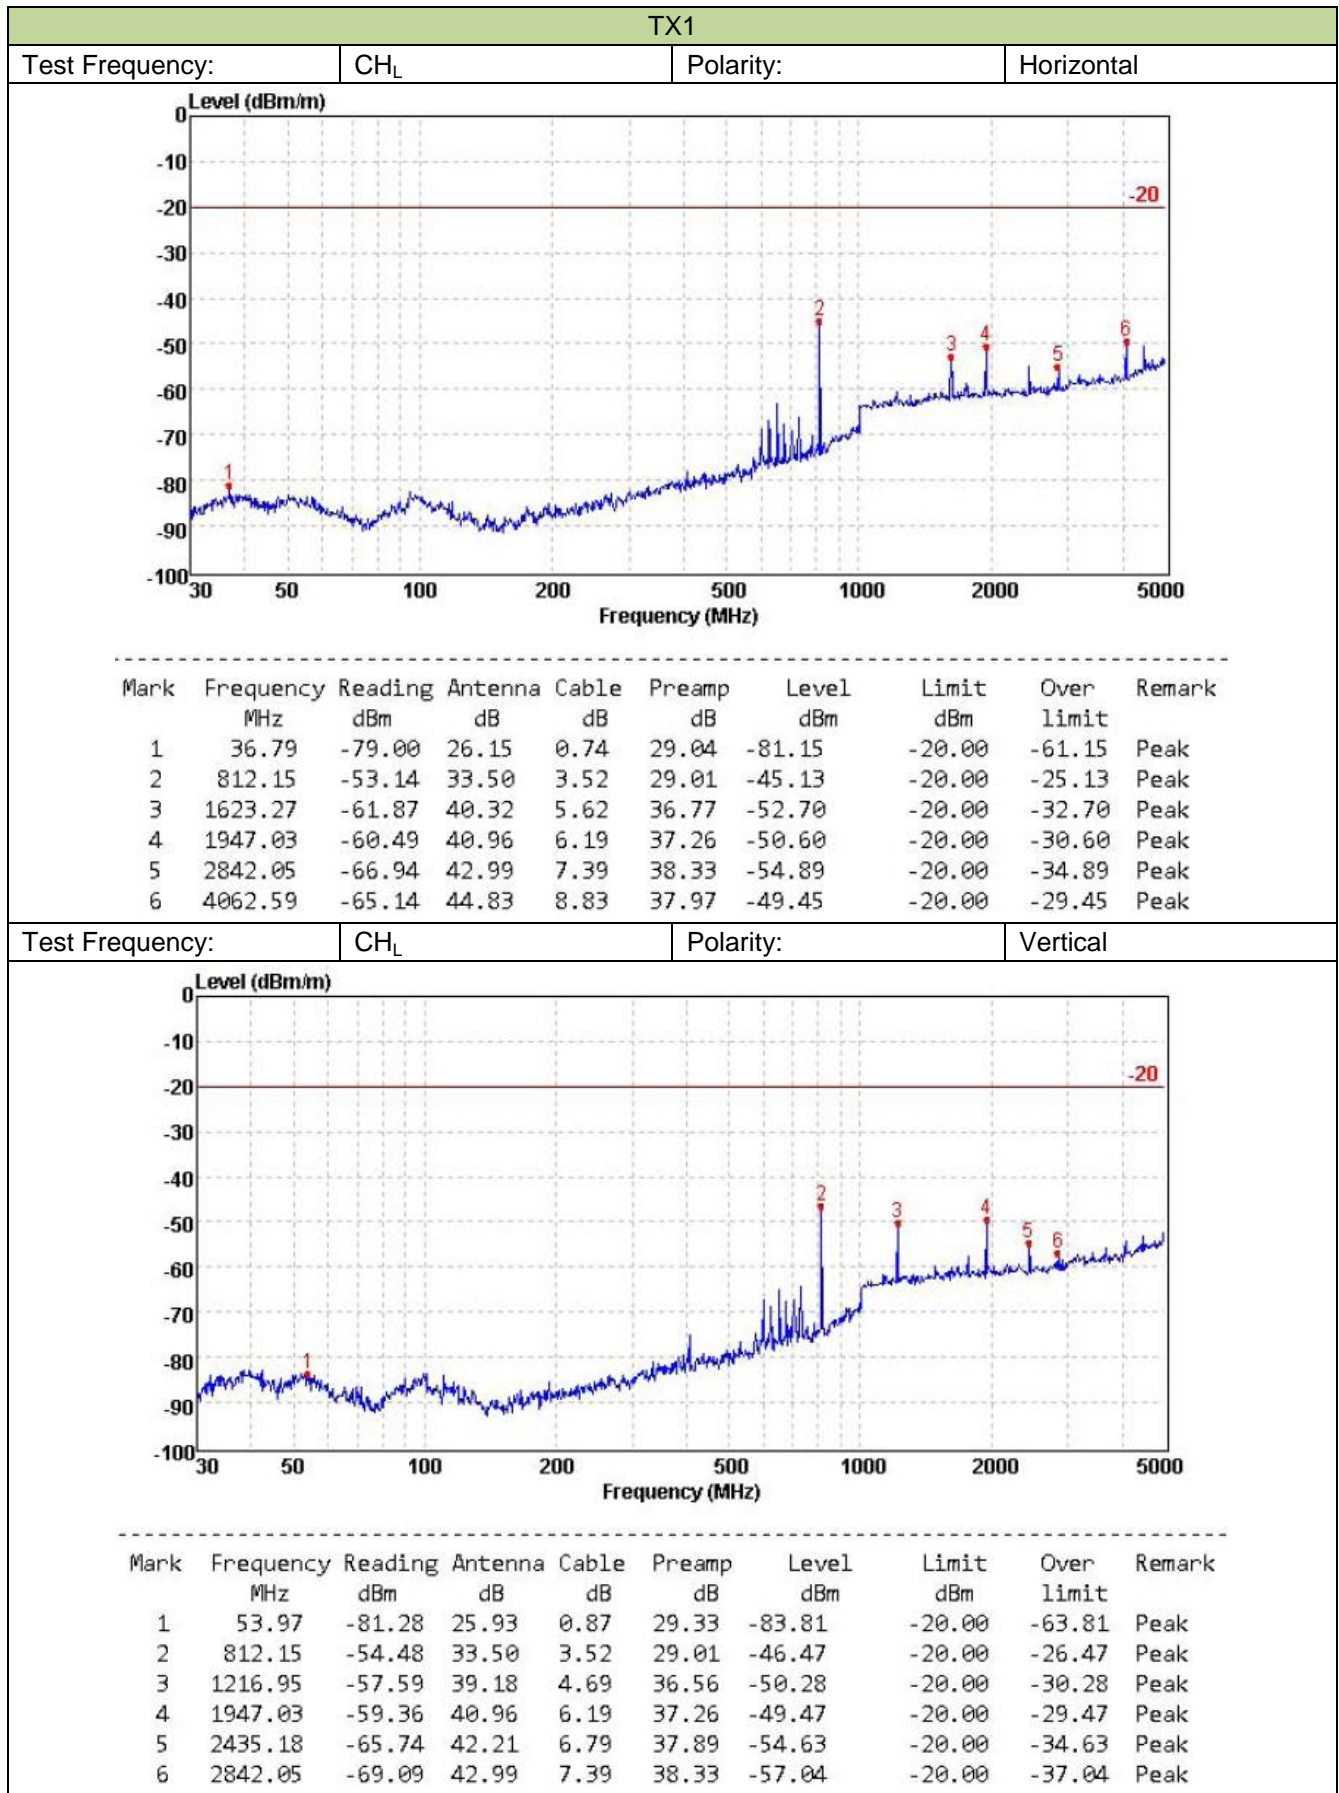 TX1
Test Frequency: CHL Polarity: Horizontal
Level (dBm/m)
0
-10
-20
-20
-30
-40
-50
-60
-70
-80
-90
-100
1 2 3 4 5 6
30 50 100 200 500 1000 2000 5000
Frequency (MHz)
Mark Frequency Reading Antenna Cable Preamp Level Limit Over Remark
MHz dBm dB dB dB dBm dBm limit
1 36.79 -79.00 26.15 0.74 29.04 -81.15 -20.00 -61.15 Peak
2 812.15 -53.14 33.50 3.52 29.01 -45.13 -20.00 -25.13 Peak
3 1623.27 -61.87 40.32 5.62 36.77 -52.70 -20.00 -32.70 Peak
4 1947.03 -60.49 40.96 6.19 37.26 -50.60 -20.00 -30.60 Peak
5 2842.05 -66.94 42.99 7.39 38.33 -54.89 -20.00 -34.89 Peak
6 4062.59 -65.14 44.83 8.83 37.97 -49.45 -20.00 -29.45 Peak
Test Frequency: CHL Polarity: Vertical
Level (dBm/m)
0
-10
-20
-20
-30
-40
-50
-60
-70
-80
-90
-100
1 2 3 4 5 6
30 50 100 200 500 1000 2000 5000
Frequency (MHz)
Mark Frequency Reading Antenna Cable Preamp Level Limit Over Remark
MHz dBm dB dB dB dBm dBm limit
1 53.97 -81.28 25.93 0.87 29.33 -83.81 -20.00 -63.81 Peak
2 812.15 -54.48 33.50 3.52 29.01 -46.47 -20.00 -26.47 Peak
3 1216.95 -57.59 39.18 4.69 36.56 -50.28 -20.00 -30.28 Peak
4 1947.03 -59.36 40.96 6.19 37.26 -49.47 -20.00 -29.47 Peak
5 2435.18 -65.74 42.21 6.79 37.89 -54.63 -20.00 -34.63 Peak
6 2842.05 -69.09 42.99 7.39 38.33 -57.04 -20.00 -37.04 Peak